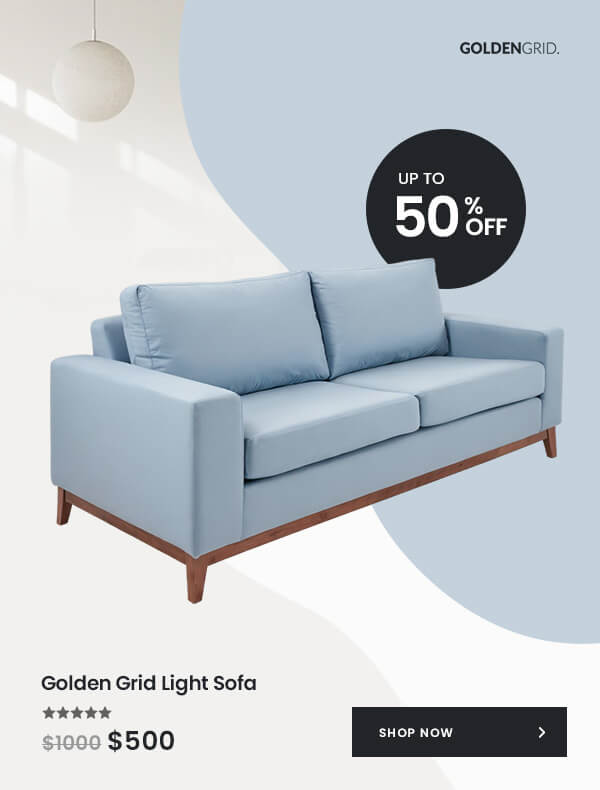 GOLDENGRID.
UP TO
50% OFF
Golden Grid Light Sofa
★★★★★
$1000 $500
SHOP NOW